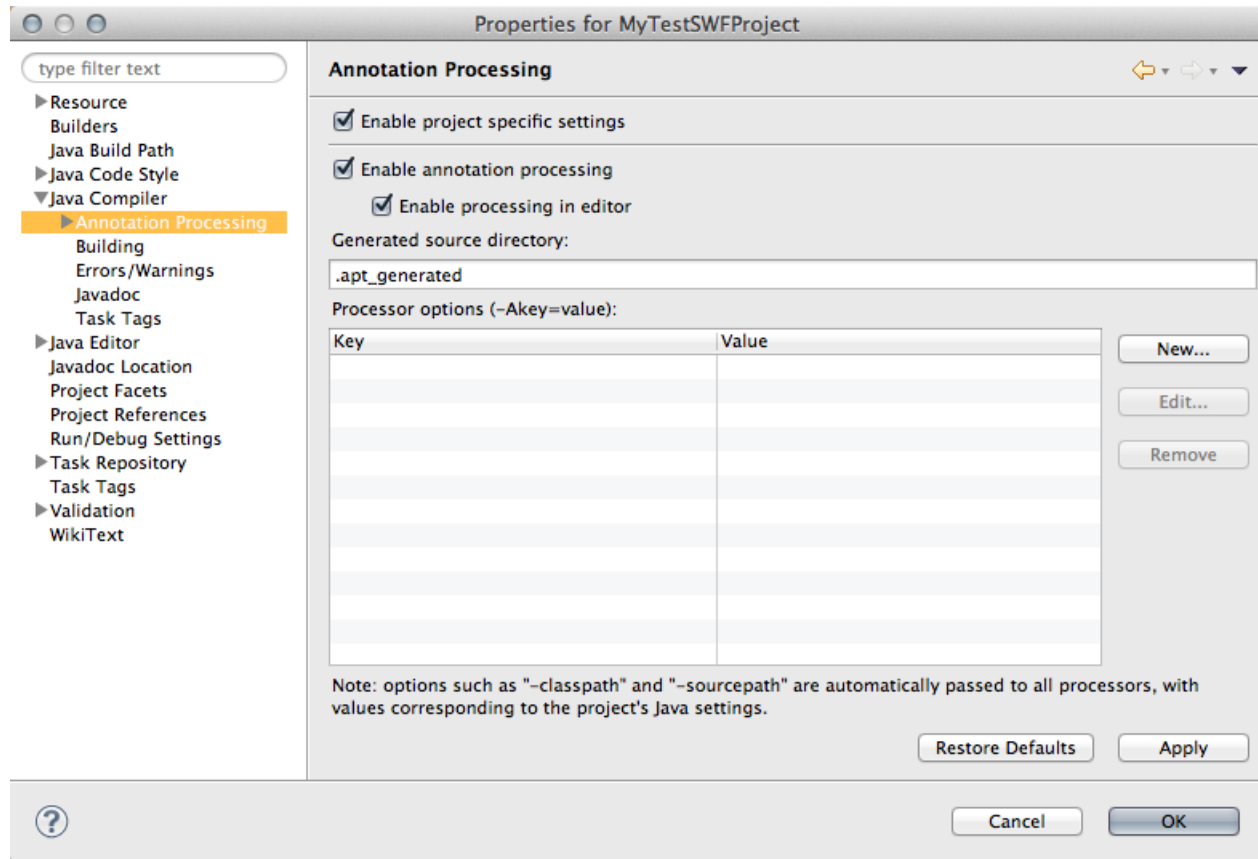 Properties for MyTestSWFProject
type filter text
Resource
Builders
Java Build Path
Java Code Style
Java Compiler
Annotation Processing
Building
Errors/Warnings
Javadoc
Task Tags
Java Editor
Javadoc Location
Project Facets
Project References
Run/Debug Settings
Task Repository
Task Tags
Validation
WikiText
Annotation Processing
Enable project specific settings
Enable annotation processing
Enable processing in editor
Generated source directory:
.apt_generated
Processor options (-Akey=value):
Key Value
New...
Edit...
Remove
Note: options such as "-classpath" and "-sourcepath" are automatically passed to all processors, with
values corresponding to the project's Java settings.
Restore Defaults Apply
? Cancel OK